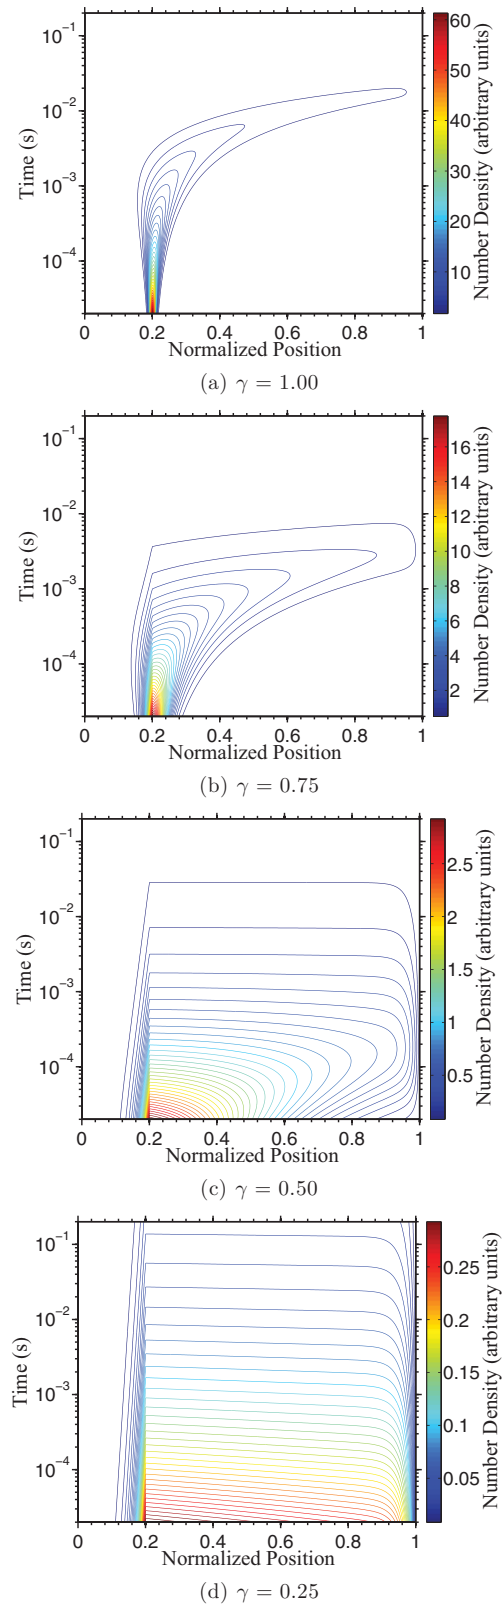 10⁻¹
10⁻²
10⁻³
10⁻⁴
Time (s)
0 0.2 0.4 0.6 0.8 1
Normalized Position
60
50
40
30
20
10
Number Density (arbitrary units)
(a) γ = 1.00
10⁻¹
10⁻²
10⁻³
10⁻⁴
Time (s)
0 0.2 0.4 0.6 0.8 1
Normalized Position
16
14
12
10
8
6
4
2
Number Density (arbitrary units)
(b) γ = 0.75
10⁻¹
10⁻²
10⁻³
10⁻⁴
Time (s)
0 0.2 0.4 0.6 0.8 1
Normalized Position
2.5
2
1.5
1
0.5
Number Density (arbitrary units)
(c) γ = 0.50
10⁻¹
10⁻²
10⁻³
10⁻⁴
Time (s)
0 0.2 0.4 0.6 0.8 1
Normalized Position
0.25
0.2
0.15
0.1
0.05
Number Density (arbitrary units)
(d) γ = 0.25